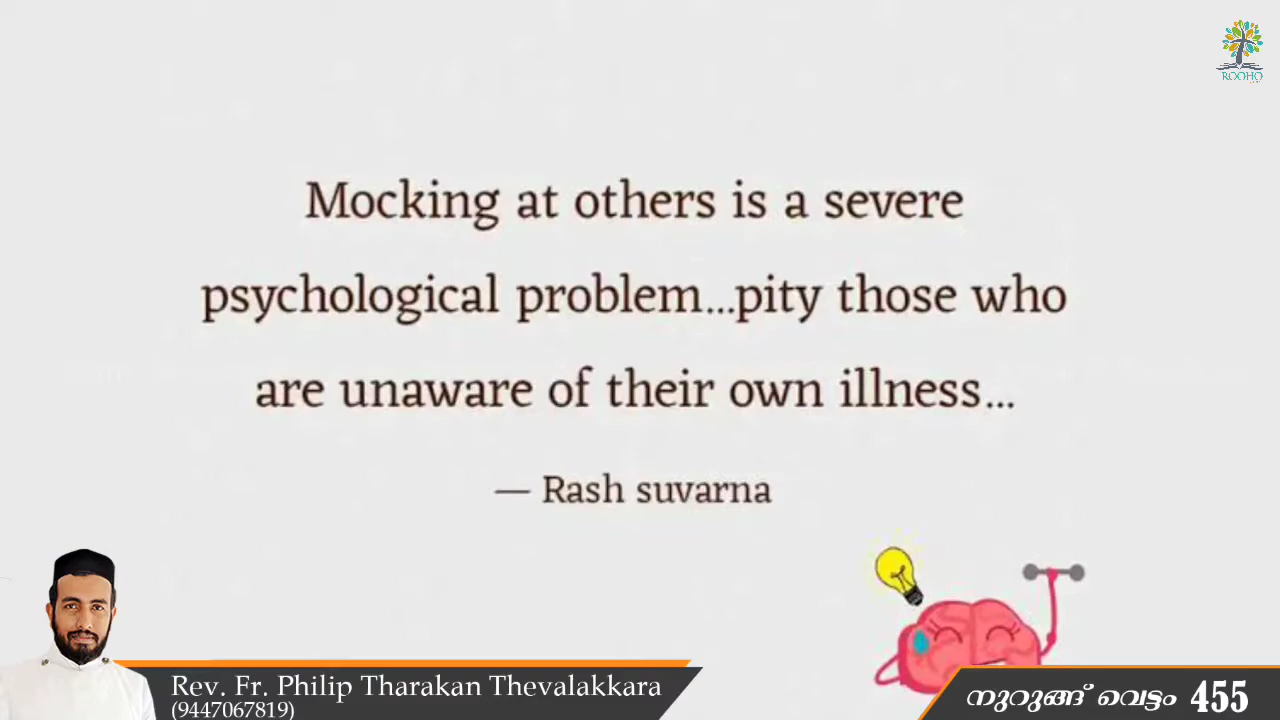 ROOHO
Mocking at others is a severe
psychological problem...pity those who
are unaware of their own illness...
— Rash suvarna
Rev. Fr. Philip Tharakan Thevalakkara
(9447067819)
നുറുങ്ങ് വെട്ടം 455